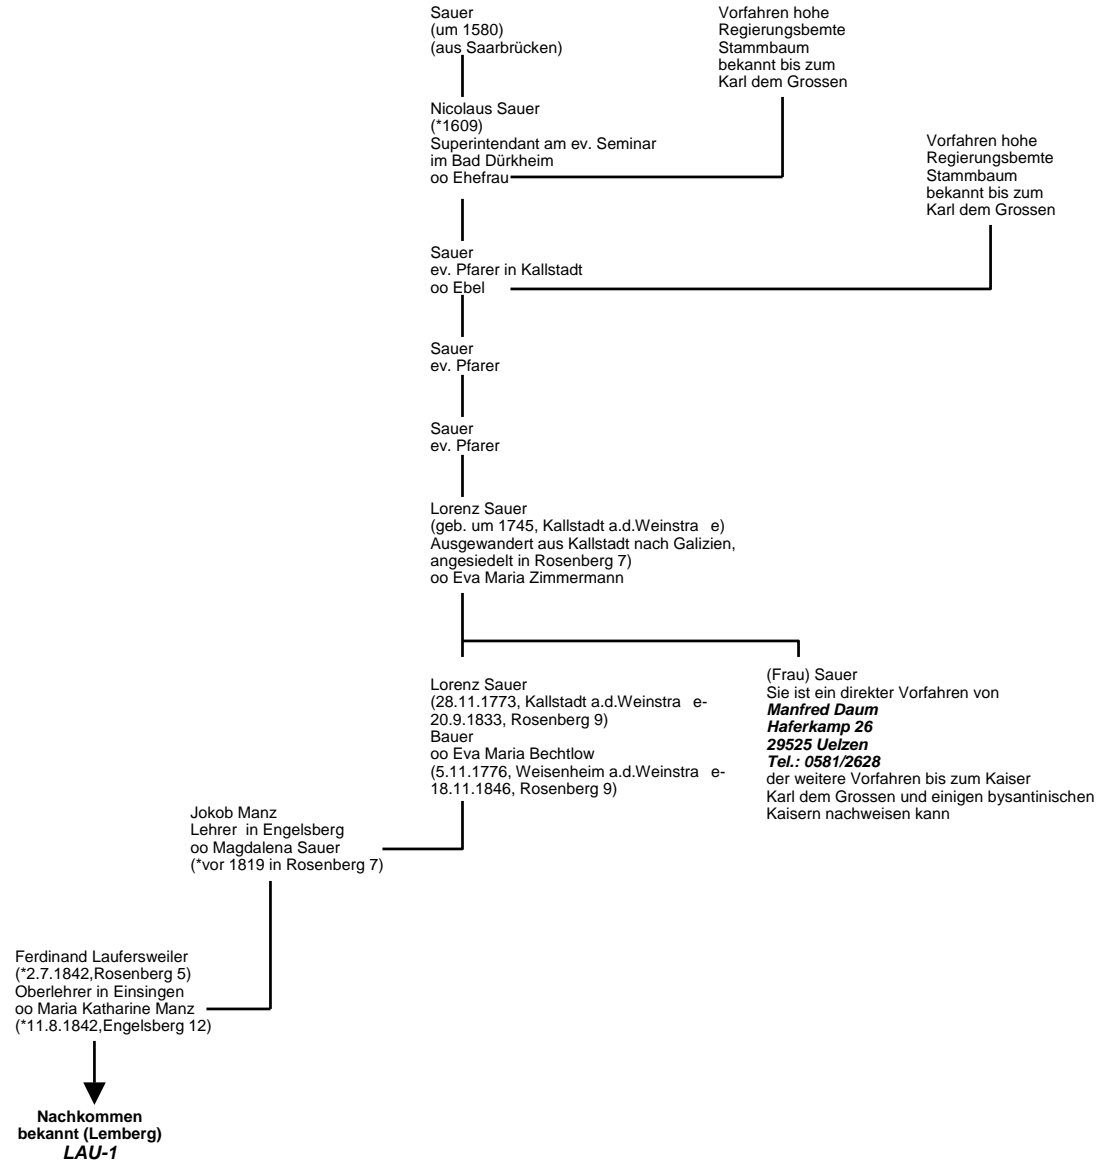 Sauer
(um 1580)
(aus Saarbrücken)
Vorfahren hohe
Regierungsbemte
Stammbaum
bekannt bis zum
Karl dem Grossen
Nicolaus Sauer
(*1609)
Superintendant am ev. Seminar
im Bad Dürkheim
oo Ehefrau
Vorfahren hohe
Regierungsbemte
Stammbaum
bekannt bis zum
Karl dem Grossen
Sauer
ev. Pfarer in Kallstadt
oo Ebel
Sauer
ev. Pfarer
Sauer
ev. Pfarer
Lorenz Sauer
(geb. um 1745, Kallstadt a.d.Weinstra e)
Ausgewandert aus Kallstadt nach Galizien,
angesiedelt in Rosenberg 7)
oo Eva Maria Zimmermann
Lorenz Sauer
(28.11.1773, Kallstadt a.d.Weinstra e-
20.9.1833, Rosenberg 9)
Bauer
oo Eva Maria Bechtlow
(5.11.1776, Weisenheim a.d.Weinstra e-
18.11.1846, Rosenberg 9)
(Frau) Sauer
Sie ist ein direkter Vorfahren von
Manfred Daum
Haferkamp 26
29525 Uelzen
Tel.: 0581/2628
der weitere Vorfahren bis zum Kaiser
Karl dem Grossen und einigen bysantinischen
Kaisern nachweisen kann
Jokob Manz
Lehrer in Engelsberg
oo Magdalena Sauer
(*vor 1819 in Rosenberg 7)
Ferdinand Laufersweiler
(*2.7.1842,Rosenberg 5)
Oberlehrer in Einsingen
oo Maria Katharine Manz
(*11.8.1842,Engelsberg 12)
Nachkommen
bekannt (Lemberg)
LAU-1